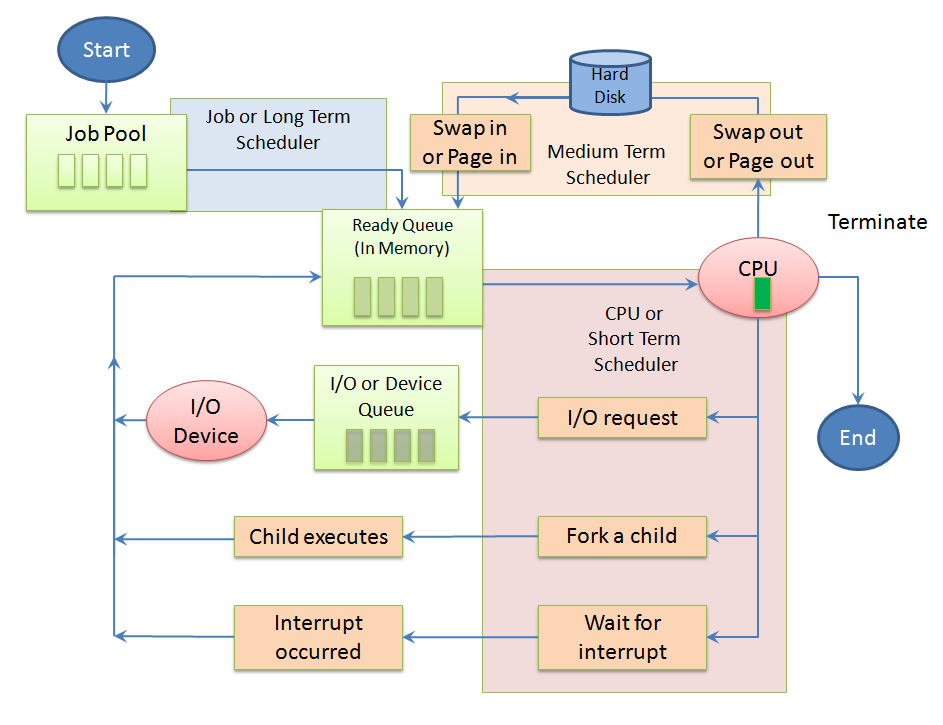 Start
Job Pool
Job or Long Term
Scheduler
Hard
Disk
Swap in
or Page in
Medium Term
Scheduler
Swap out
or Page out
Terminate
Ready Queue
(In Memory)
CPU
CPU or
Short Term
Scheduler
I/O or Device
Queue
I/O
Device
I/O request
End
Child executes
Fork a child
Interrupt
occurred
Wait for
interrupt